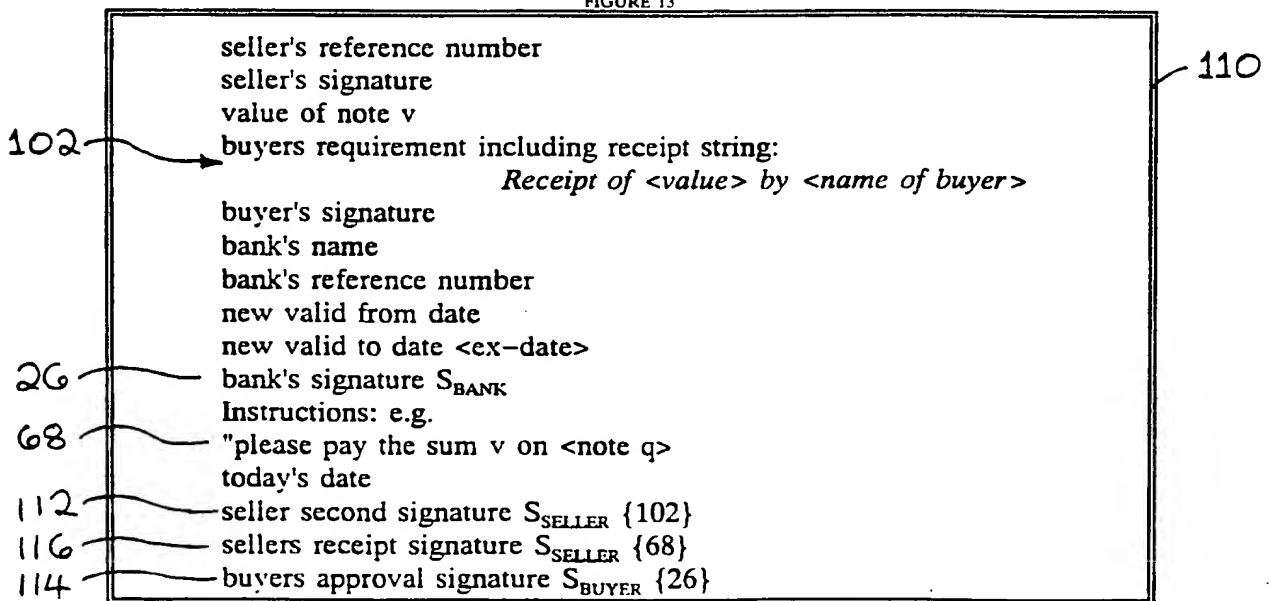 FIGURE 13
seller's reference number
seller's signature
110
value of note v
102
buyers requirement including receipt string:
Receipt of <value> by <name of buyer>
buyer's signature
bank's name
bank's reference number
new valid from date
new valid to date <ex-date>
26 bank's signature S_BANK
Instructions: e.g.
68 "please pay the sum v on <note q>
today's date
112 seller second signature S_SELLER {102}
116 sellers receipt signature S_SELLER {68}
114 buyers approval signature S_BUYER {26}